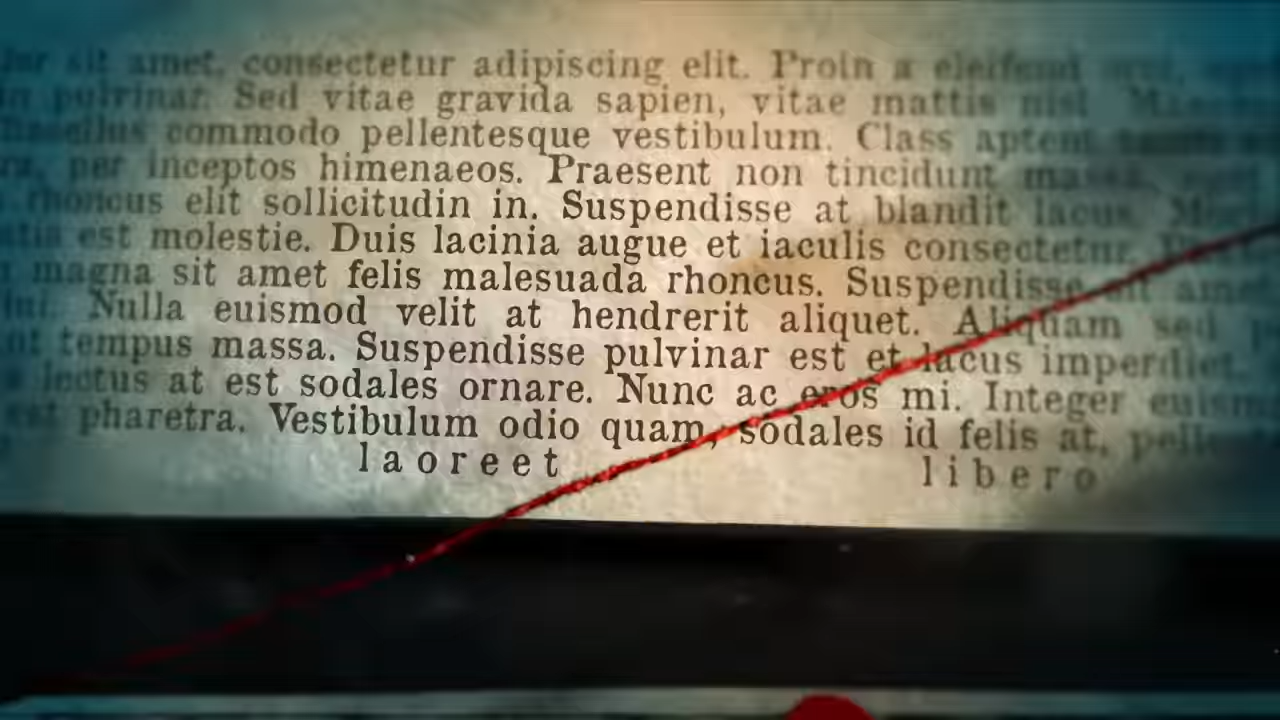 sit amet, consectetur adipiscing elit. Proin a eleifend
pulvinar. Sed vitae gravida sapien, vitae mattis nisl
commodo pellentesque vestibulum. Class aptent
per inceptos himenaeos. Praesent non tincidunt massa,
rhoncus elit sollicitudin in. Suspendisse at blandit lacus.
est molestie. Duis lacinia augue et iaculis consectetur.
magna sit amet felis malesuada rhoncus. Suspendisse sit amet
Nulla euismod velit at hendrerit aliquet. Aliquam sed
tempus massa. Suspendisse pulvinar est et lacus imperdiet.
lectus at est sodales ornare. Nunc ac eros mi. Integer
est pharetra. Vestibulum odio quam, sodales id felis at,
laoreet libero